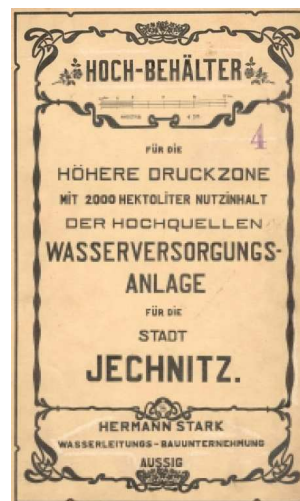 HOCH-BEHÄLTER
4
FÜR DIE
HÖHERE DRUCKZONE
MIT 2000 HEKTOLITER NUTZINHALT
DER HOCHQUELLEN
WASSERVERSORGUNGS-
ANLAGE
FÜR DIE
STADT
JECHNITZ.
HERMANN STARK
WASSERLEITUNGS-BAUUNTERNEHMUNG
AUSSIG